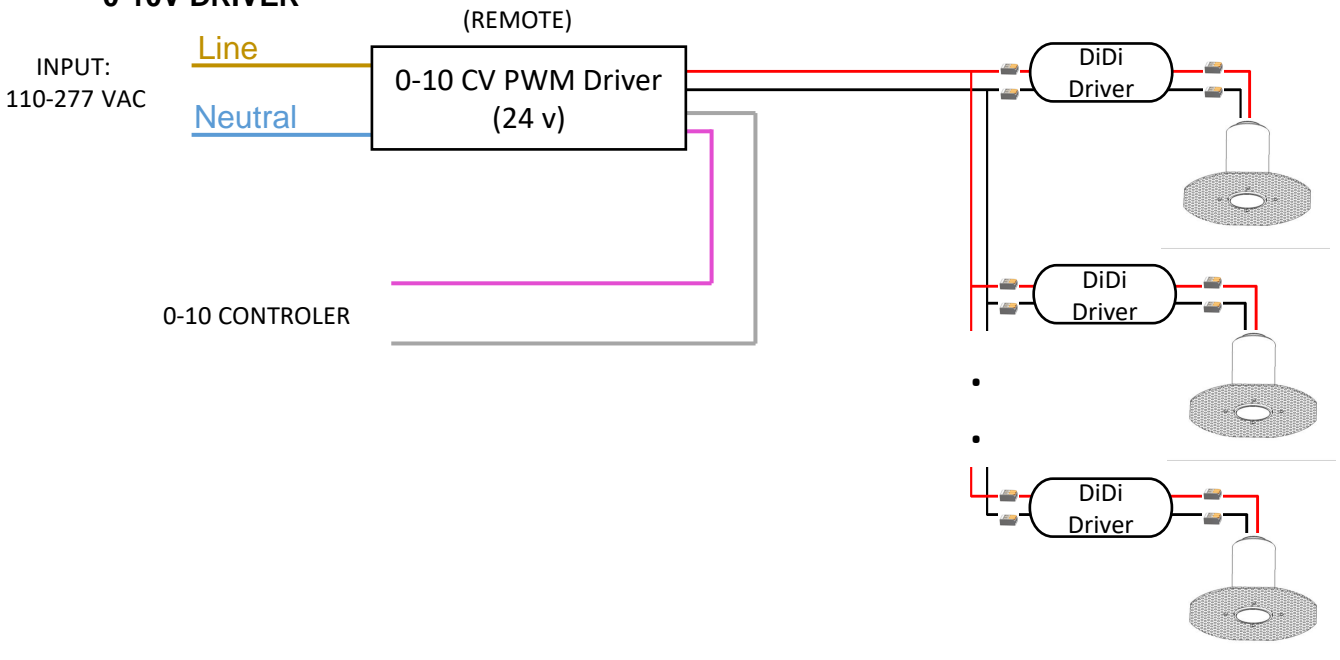 0-10V DRIVER
(REMOTE)
INPUT:
110-277 VAC
Line
Neutral
0-10 CV PWM Driver
(24 v)
0-10 CONTROLER
DiDi
Driver
DiDi
Driver
DiDi
Driver